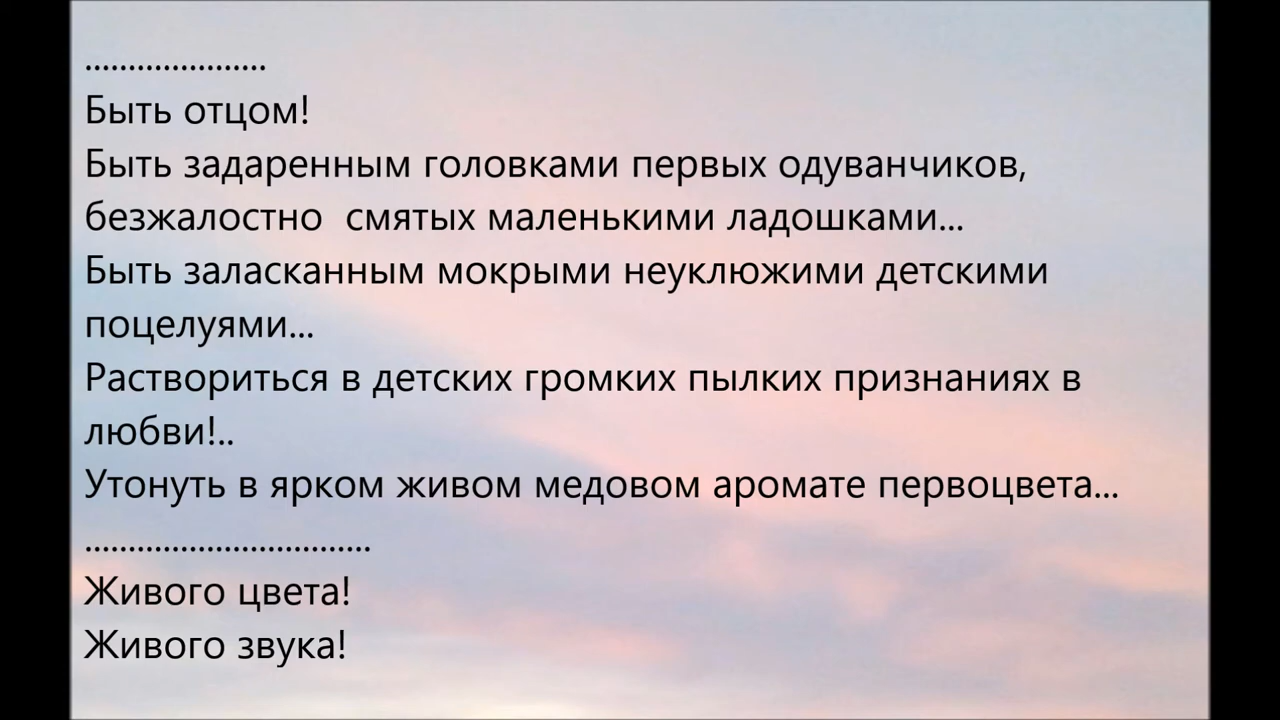 .....................
Быть отцом!
Быть задаренным головками первых одуванчиков,
безжалостно  смятых маленькими ладошками...
Быть заласканным мокрыми неуклюжими детскими
поцелуями...
Раствориться в детских громких пылких признаниях в
любви!..
Утонуть в ярком живом медовом аромате первоцвета...
.................................
Живого цвета!
Живого звука!